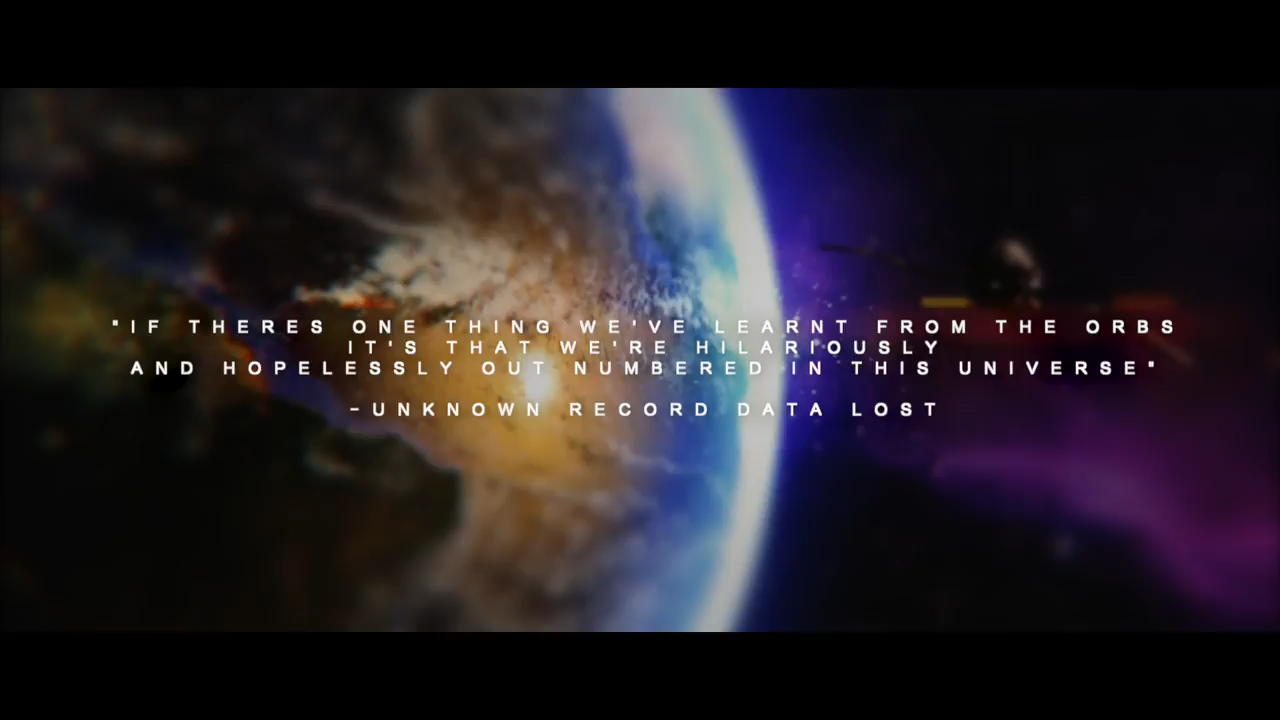 "IF THERES ONE THING WE'VE LEARNT FROM THE ORBS
IT'S THAT WE'RE HILARIOUSLY
AND HOPELESSLY OUT NUMBERED IN THIS UNIVERSE"
-UNKNOWN RECORD DATA LOST